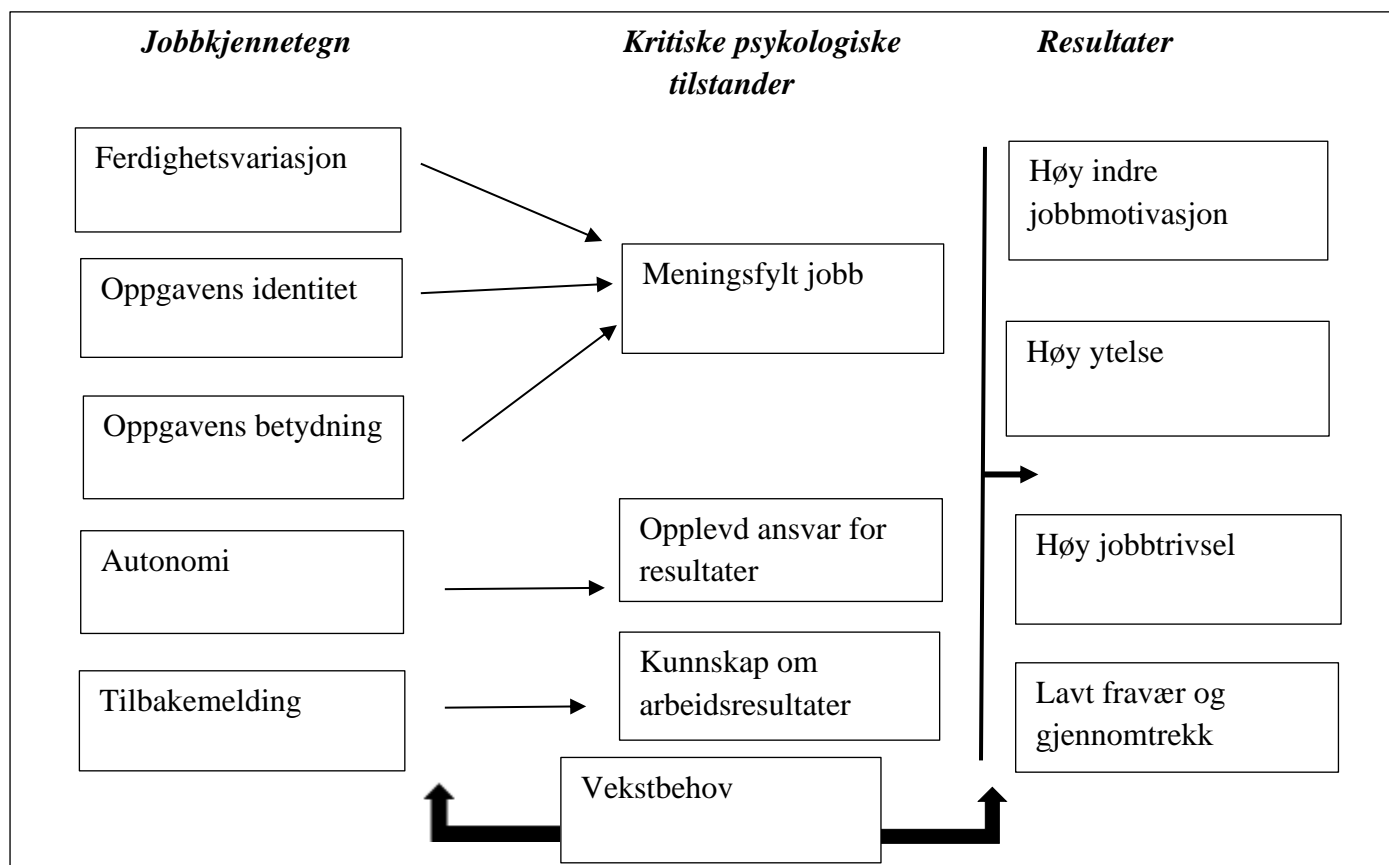 Jobbkjennetegn
Kritiske psykologiske
tilstander
Resultater
Ferdighetsvariasjon
Oppgavens identitet
Oppgavens betydning
Autonomi
Tilbakemelding
Meningsfylt jobb
Opplevd ansvar for
resultater
Kunnskap om
arbeidsresultater
Vekstbehov
Høy indre
jobbmotivasjon
Høy ytelse
Høy jobbtrivsel
Lavt fravær og
gjennomtrekk